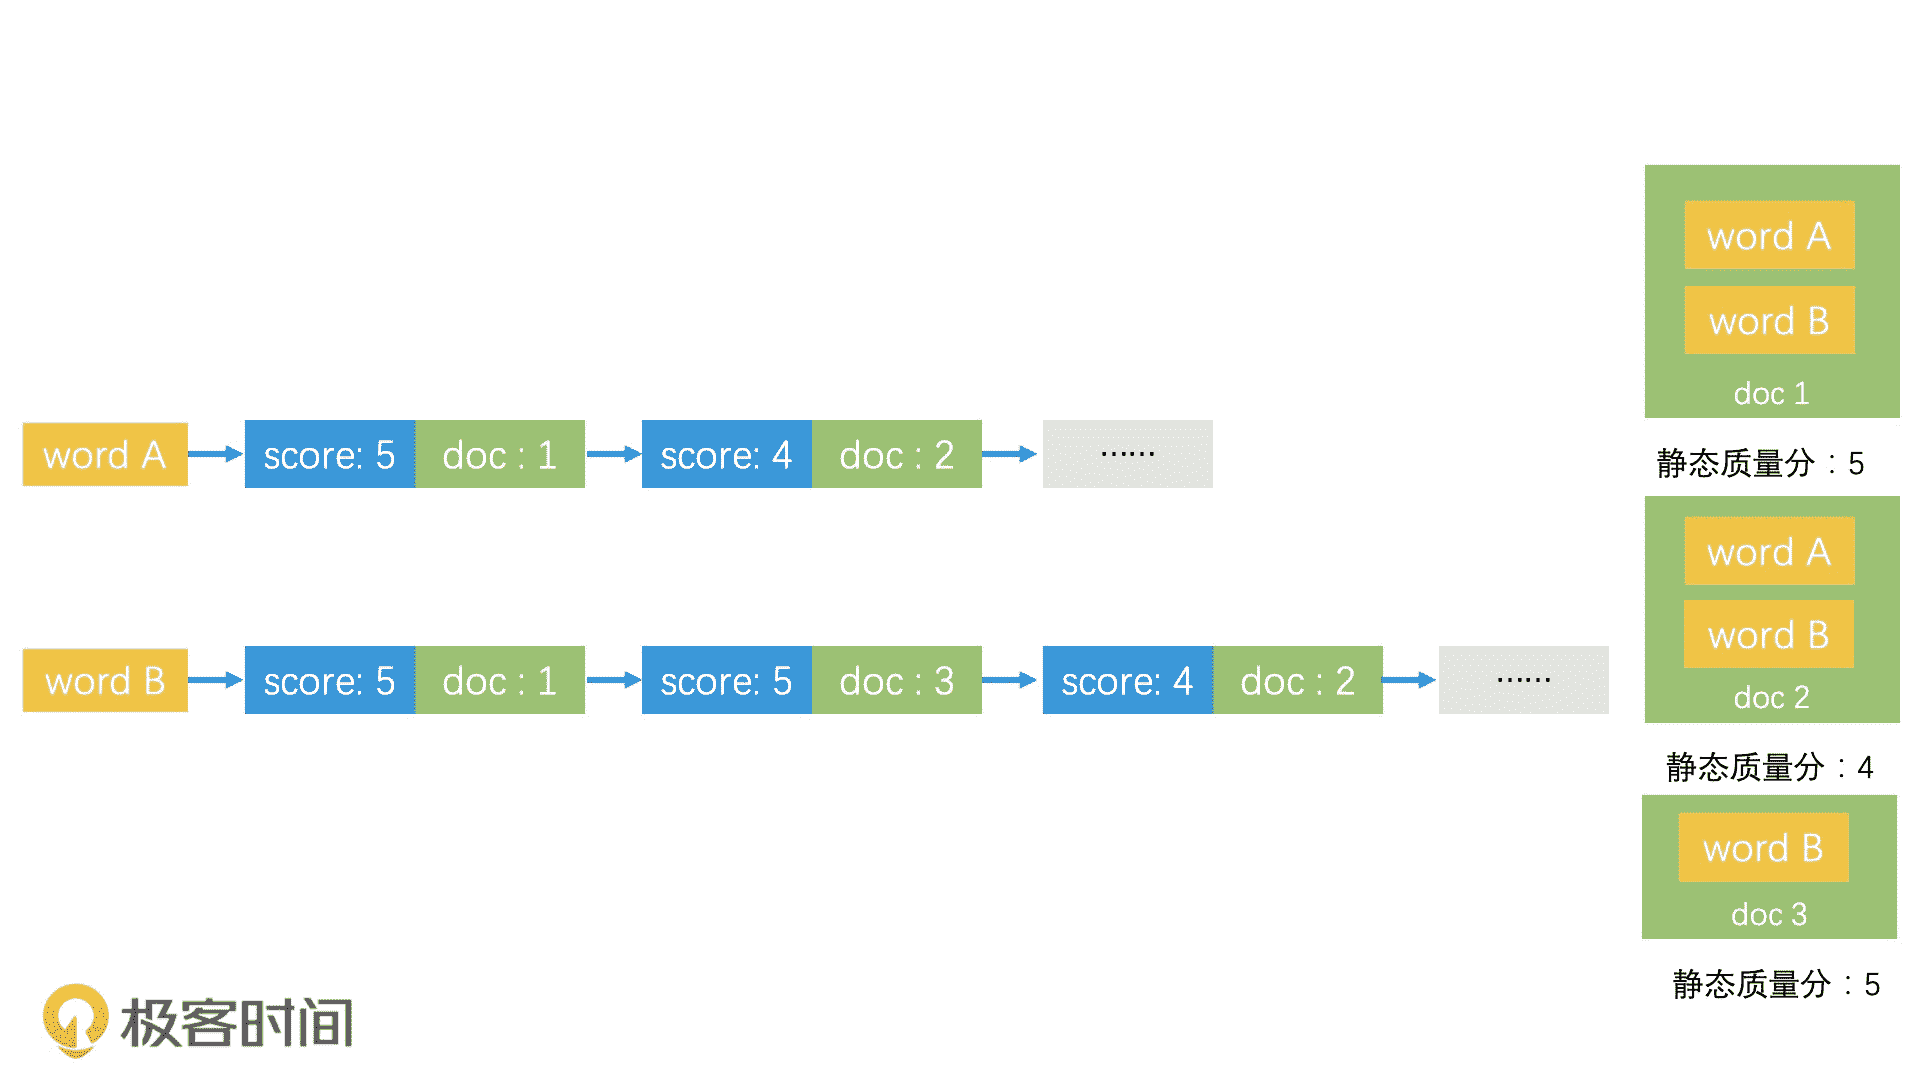 word A
score: 5
doc : 1
score: 4
doc : 2
······
word B
score: 5
doc : 1
score: 5
doc : 3
score: 4
doc : 2
······
word A
word B
doc 1
静态质量分：5
word A
word B
doc 2
静态质量分：4
word B
doc 3
静态质量分：5
极客时间